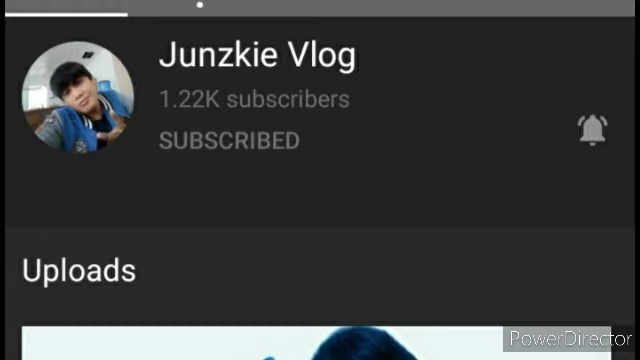 Junzkie Vlog
1.22K subscribers
SUBSCRIBED
Uploads
PowerDirector